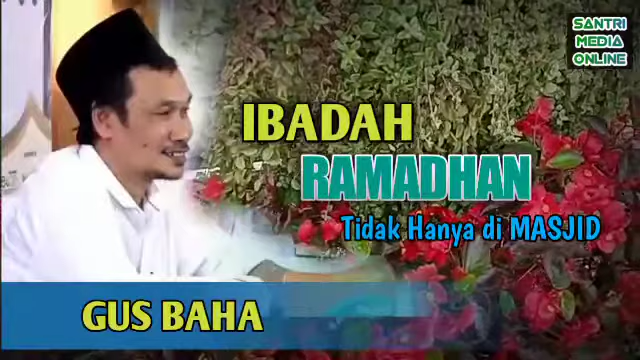 SANTRI
MEDIA
ONLINE
IBADAH
RAMADHAN
Tidak Hanya di MASJID
GUS BAHA